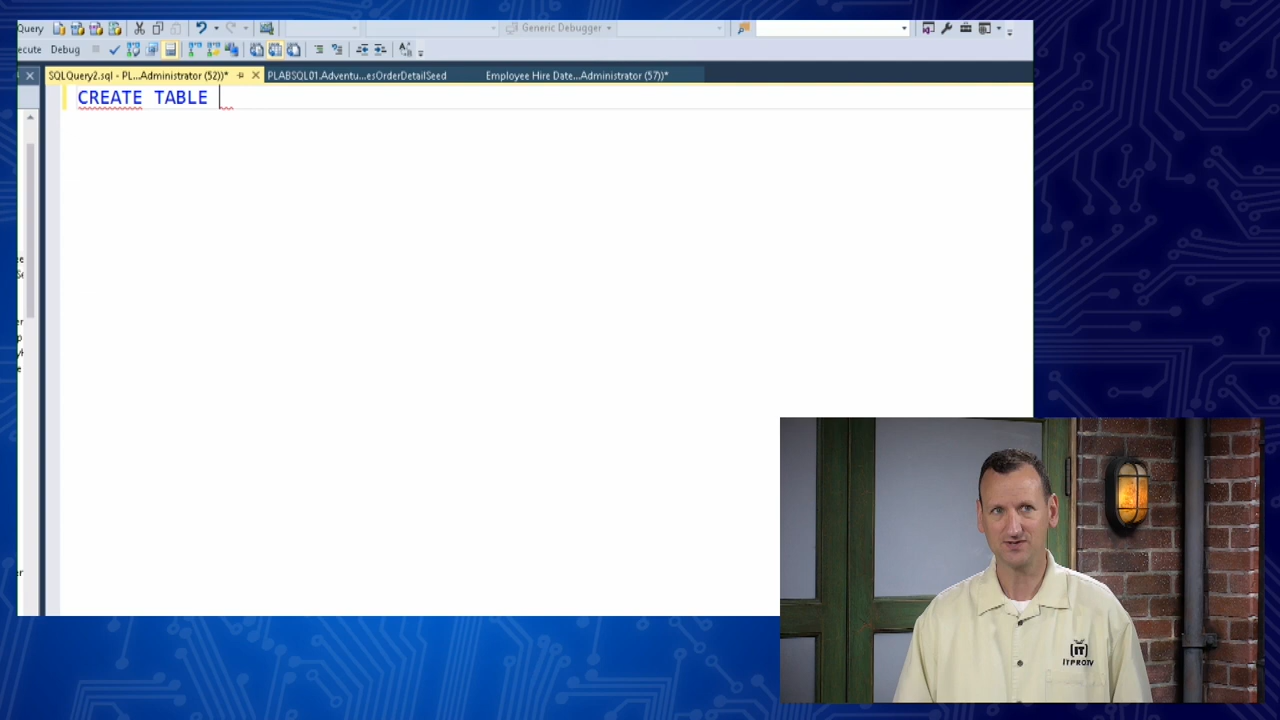 Query
Generic Debugger
ecute Debug
SQLQuery2.sql - PL...Administrator (52))*
PLABSQL01.Adventu...esOrderDetailSeed
Employee Hire Date...Administrator (57))*
CREATE TABLE
IT
ITPROTV